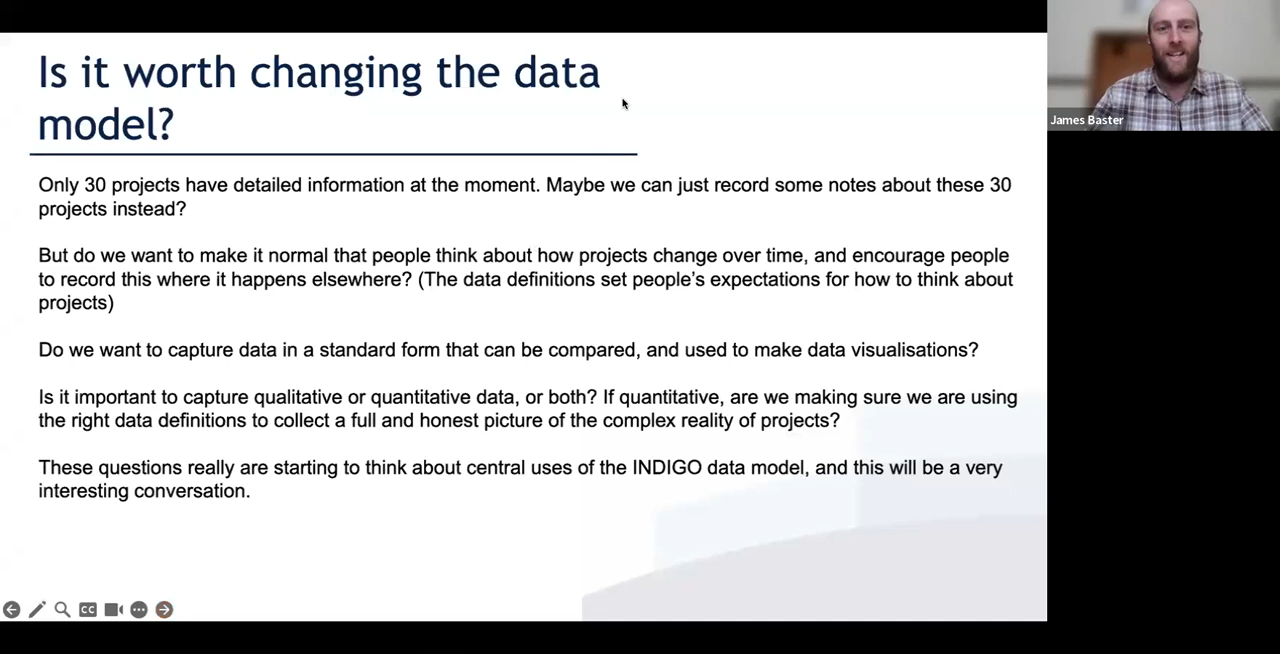 Is it worth changing the data
model?
James Baster
Only 30 projects have detailed information at the moment. Maybe we can just record some notes about these 30
projects instead?
But do we want to make it normal that people think about how projects change over time, and encourage people
to record this where it happens elsewhere? (The data definitions set people’s expectations for how to think about
projects)
Do we want to capture data in a standard form that can be compared, and used to make data visualisations?
Is it important to capture qualitative or quantitative data, or both? If quantitative, are we making sure we are using
the right data definitions to collect a full and honest picture of the complex reality of projects?
These questions really are starting to think about central uses of the INDIGO data model, and this will be a very
interesting conversation.
CC